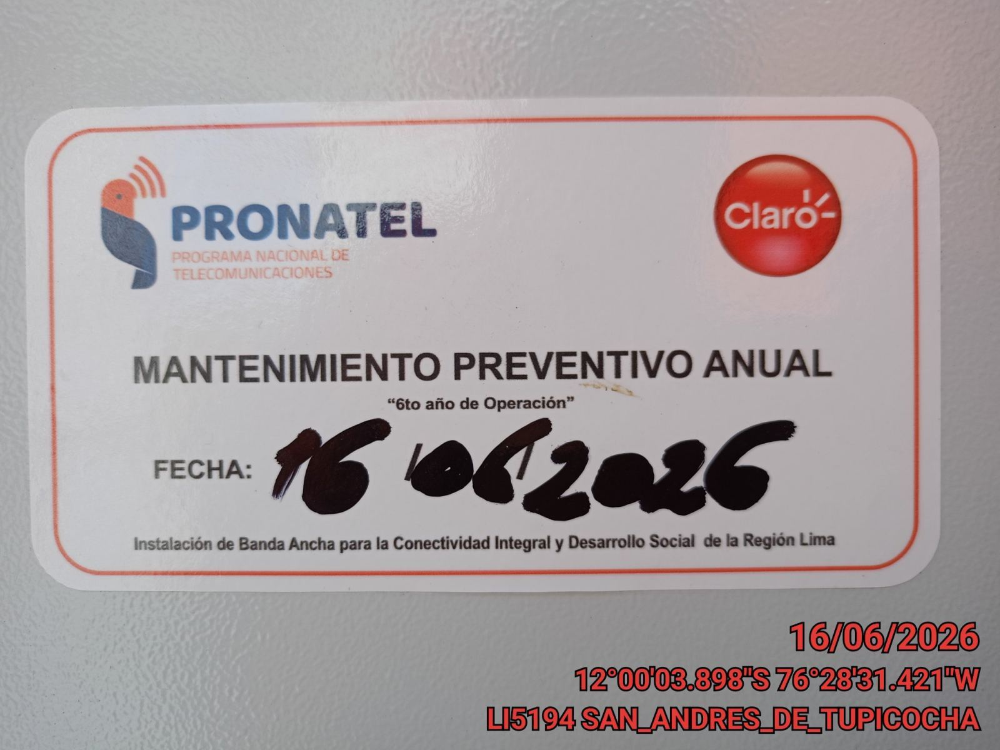 PRONATEL
PROGRAMA NACIONAL DE
TELECOMUNICACIONES
Claro
MANTENIMIENTO PREVENTIVO ANUAL
“6to año de Operación”
FECHA: 16/06/2026
Instalación de Banda Ancha para la Conectividad Integral y Desarrollo Social de la Región Lima
16/06/2026
12°00'03.898"S 76°28'31.421"W
LI5194 SAN_ANDRES_DE_TUPICOCHA